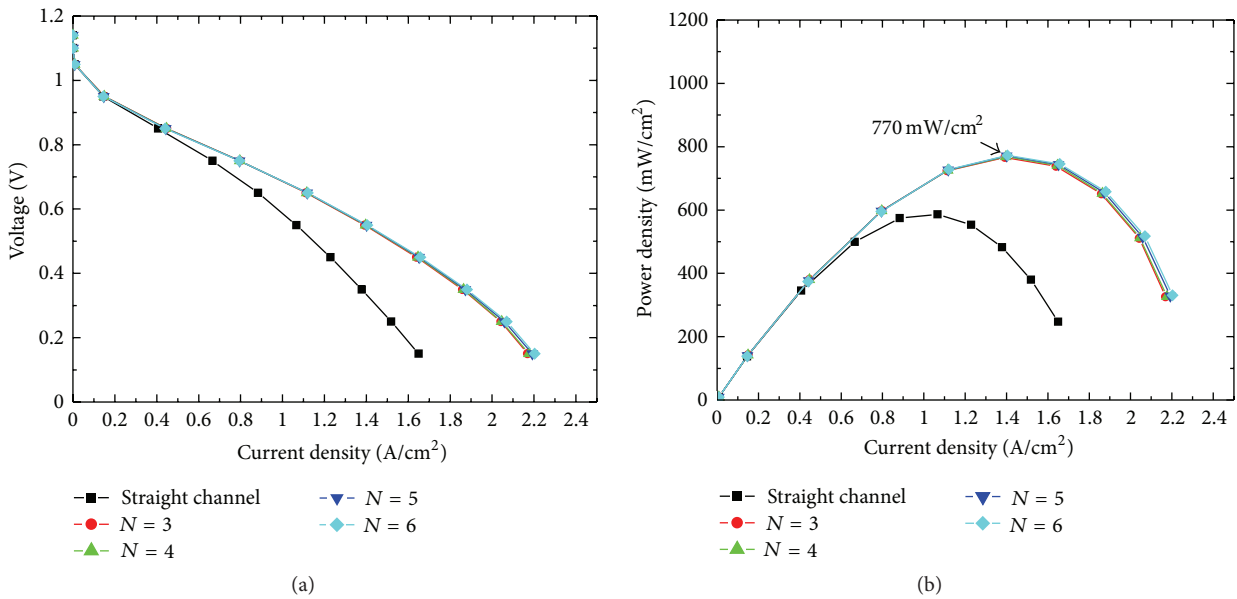 1.2
1
0.8
0.6
0.4
0.2
0
Voltage (V)
0 0.2 0.4 0.6 0.8 1 1.2 1.4 1.6 1.8 2 2.2 2.4
Current density (A/cm²)
Straight channel
N = 3
N = 4
N = 5
N = 6
(a)
1200
1000
800
600
400
200
0
Power density (mW/cm²)
770 mW/cm²
0 0.2 0.4 0.6 0.8 1 1.2 1.4 1.6 1.8 2 2.2 2.4
Current density (A/cm²)
Straight channel
N = 3
N = 4
N = 5
N = 6
(b)